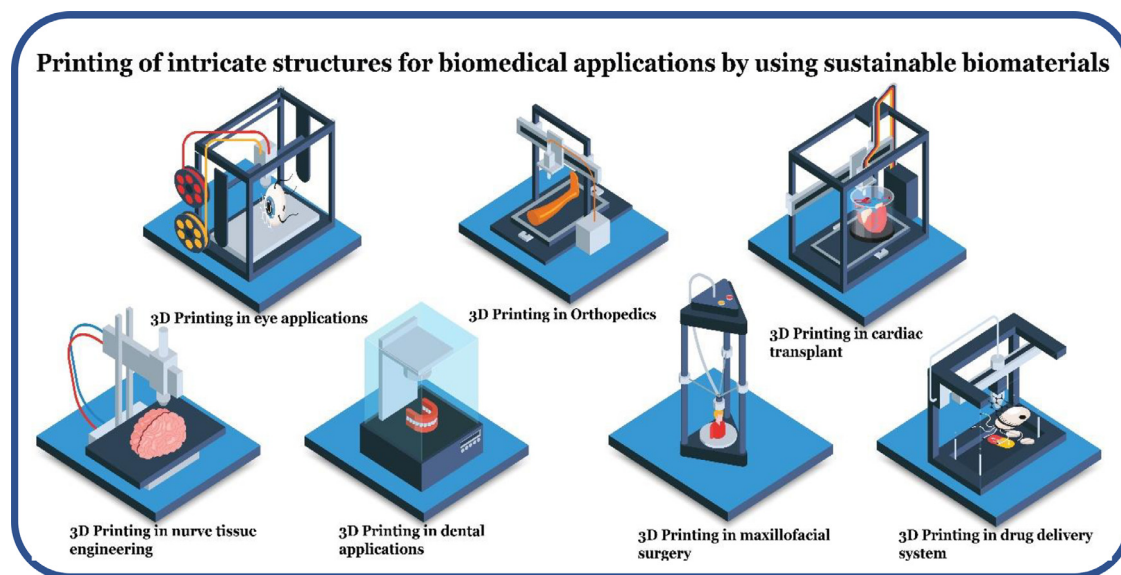 Printing of intricate structures for biomedical applications by using sustainable biomaterials
3D Printing in eye applications
3D Printing in Orthopedics
3D Printing in cardiac
transplant
3D Printing in nurve tissue
engineering
3D Printing in dental
applications
3D Printing in maxillofacial
surgery
3D Printing in drug delivery
system